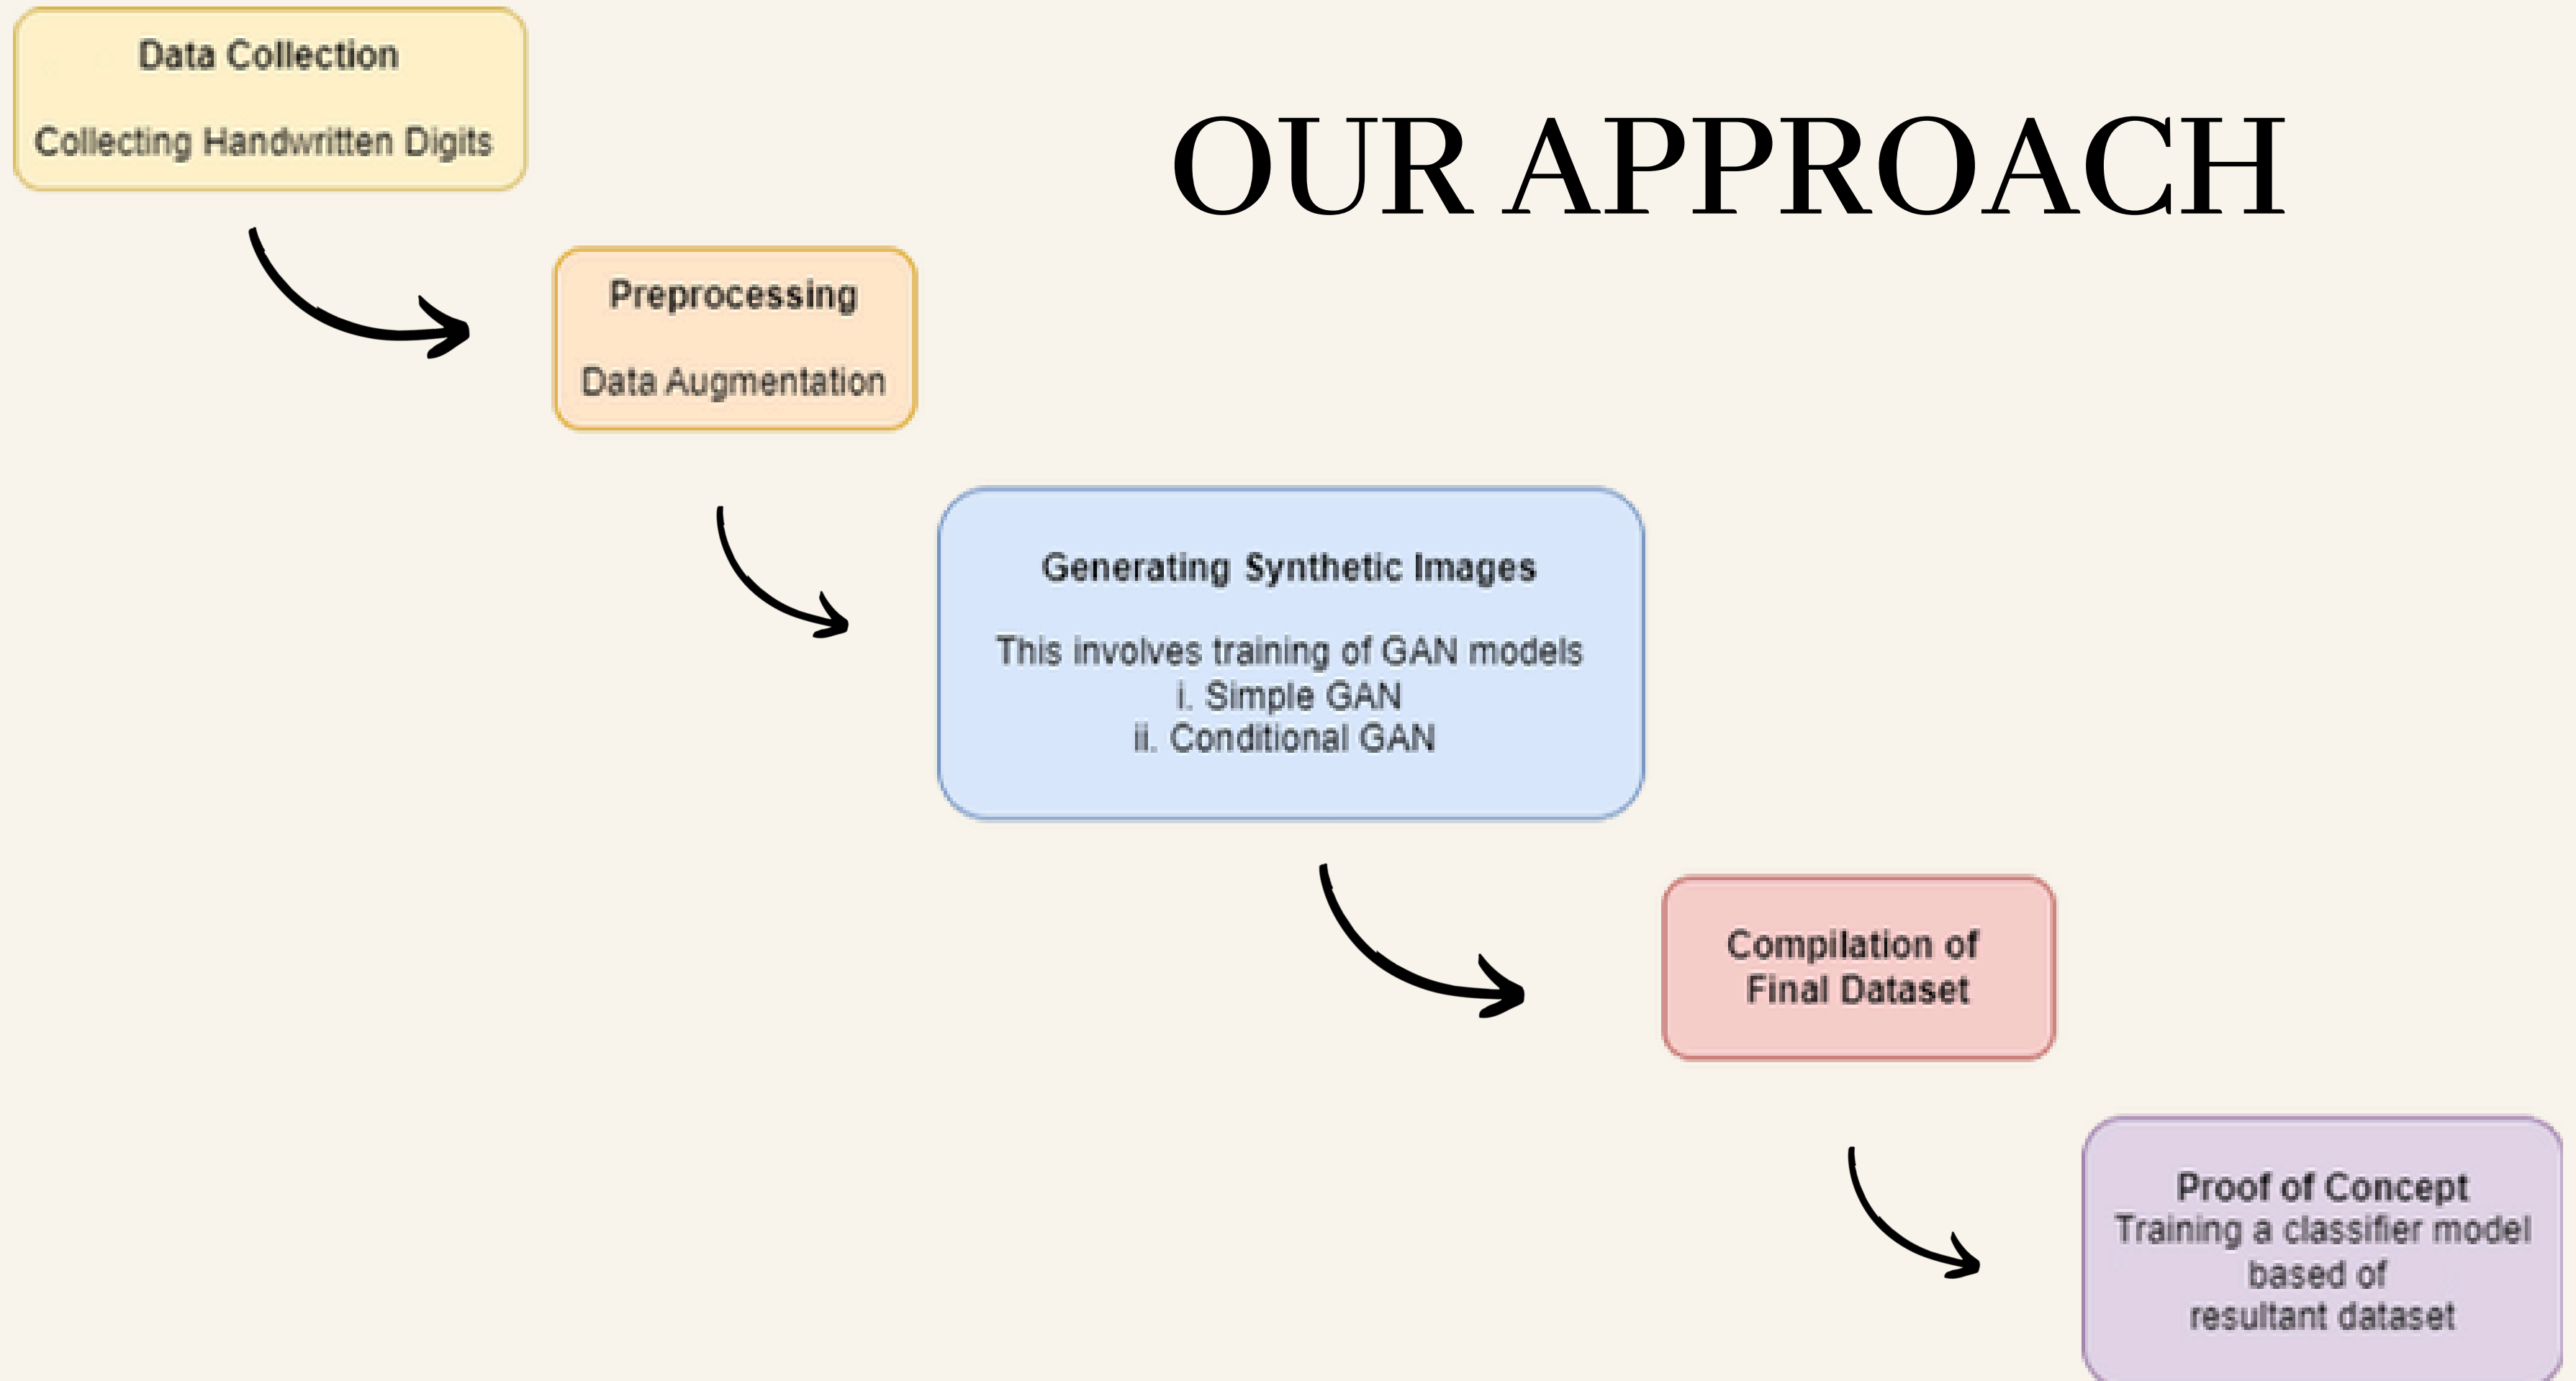 Data Collection
Collecting Handwritten Digits
OUR APPROACH
Preprocessing
Data Augmentation
Generating Synthetic Images
This involves training of GAN models
i. Simple GAN
ii. Conditional GAN
Compilation of
Final Dataset
Proof of Concept
Training a classifier model
based of
resultant dataset